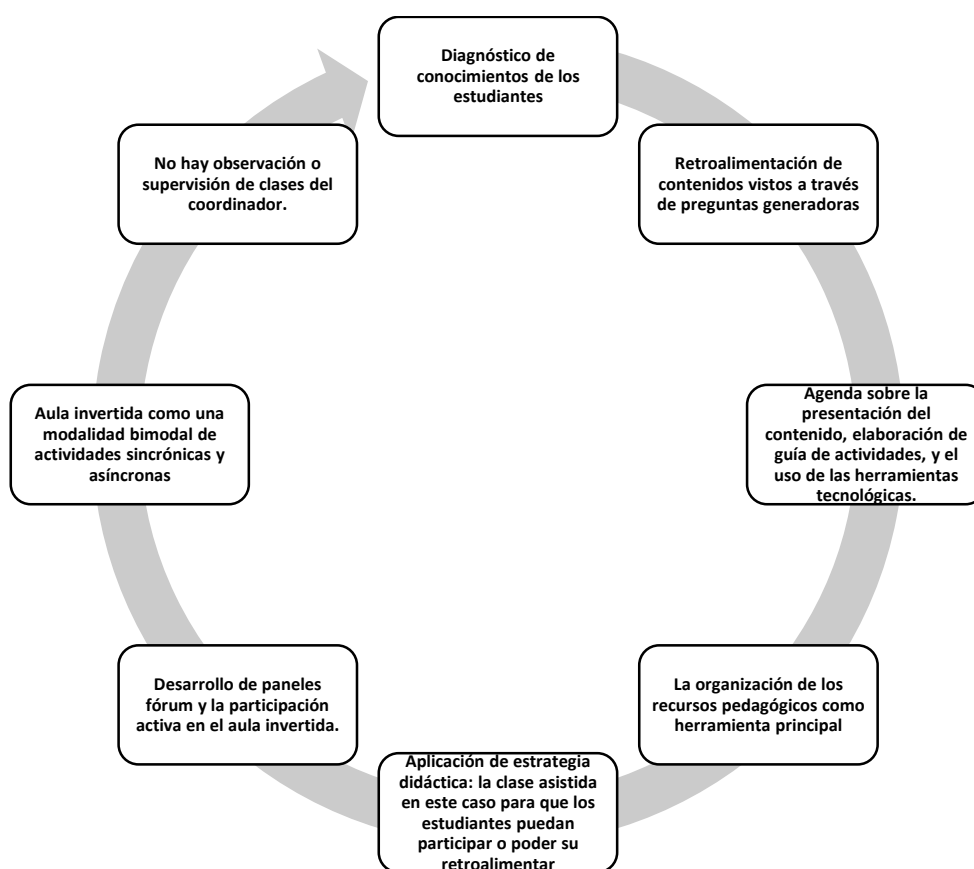 Diagnóstico de
conocimientos de los
estudiantes
Retroalimentación de
contenidos vistos a través
de preguntas generadoras
Agenda sobre la
presentación del
contenido, elaboración de
guía de actividades, y el
uso de las herramientas
tecnológicas.
La organización de los
recursos pedagógicos como
herramienta principal
Aplicación de estrategia
didáctica: la clase asistida
en este caso para que los
estudiantes puedan
participar o poder su
retroalimentar
Desarrollo de paneles
fórum y la participación
activa en el aula invertida.
Aula invertida como una
modalidad bimodal de
actividades sincrónicas y
asíncronas
No hay observación o
supervisión de clases del
coordinador.